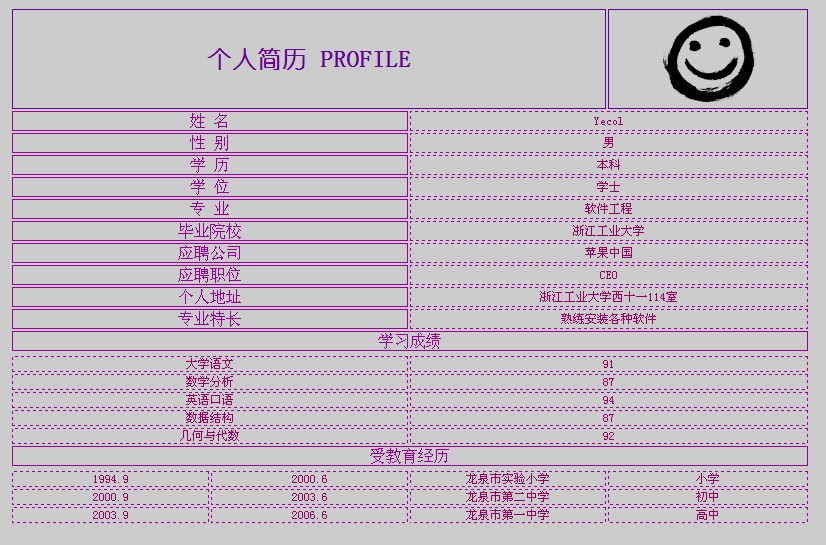 个人简历 PROFILE
姓 名 Yecol
性 别 男
学 历 本科
学 位 学士
专 业 软件工程
毕业院校 浙江工业大学
应聘公司 苹果中国
应聘职位 CEO
个人地址 浙江工业大学西十一114室
专业特长 熟练安装各种软件
学习成绩
大学语文 91
数学分析 87
英语口语 94
数据结构 87
几何与代数 92
受教育经历
1994.9 2000.6 龙泉市实验小学 小学
2000.9 2003.6 龙泉市第二中学 初中
2003.9 2006.6 龙泉市第一中学 高中